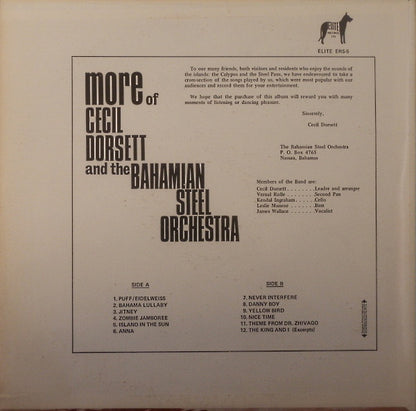 ELITE
ELITE ERS-5
more of
CECIL
DORSETT
and the BAHAMIAN
STEEL
ORCHESTRA
To our many friends, both visitors and residents who enjoy the sounds of
the islands, the Calypso and the Steel Pans, we have endeavoured to take a
cross-section of the songs played by us, which were most popular with our
audiences and record them for your entertainment.
We hope that the purchase of this album will reward you with many
moments of listening or dancing pleasure.
Sincerely,
Cecil Dorsett
The Bahamian Steel Orchestra
P. O. Box 4765
Nassau, Bahamas
Members of the Band are:
Cecil Dorsett . . . . . . . Leader and arranger
Vernal Rolle . . . . . . . Second Pan
Kendal Ingraham . . . . . Cello
Leslie Munroe . . . . . . Bass
James Wallace . . . . . . Vocalist
SIDE A
1. PUFF/EIDELWEISS
2. BAHAMA LULLABY
3. JITNEY
4. ZOMBIE JAMBOREE
5. ISLAND IN THE SUN
6. ANNA
SIDE B
7. NEVER INTERFERE
8. DANNY BOY
9. YELLOW BIRD
10. NICE TIME
11. THEME FROM DR. ZHIVAGO
12. THE KING AND I (Excerpts)